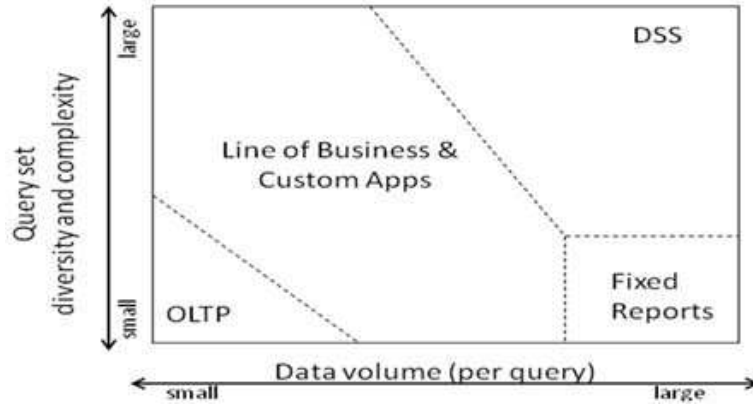 Query set
diversity and complexity
large
small
DSS
Line of Business &
Custom Apps
OLTP
Fixed
Reports
Data volume (per query)
small
large